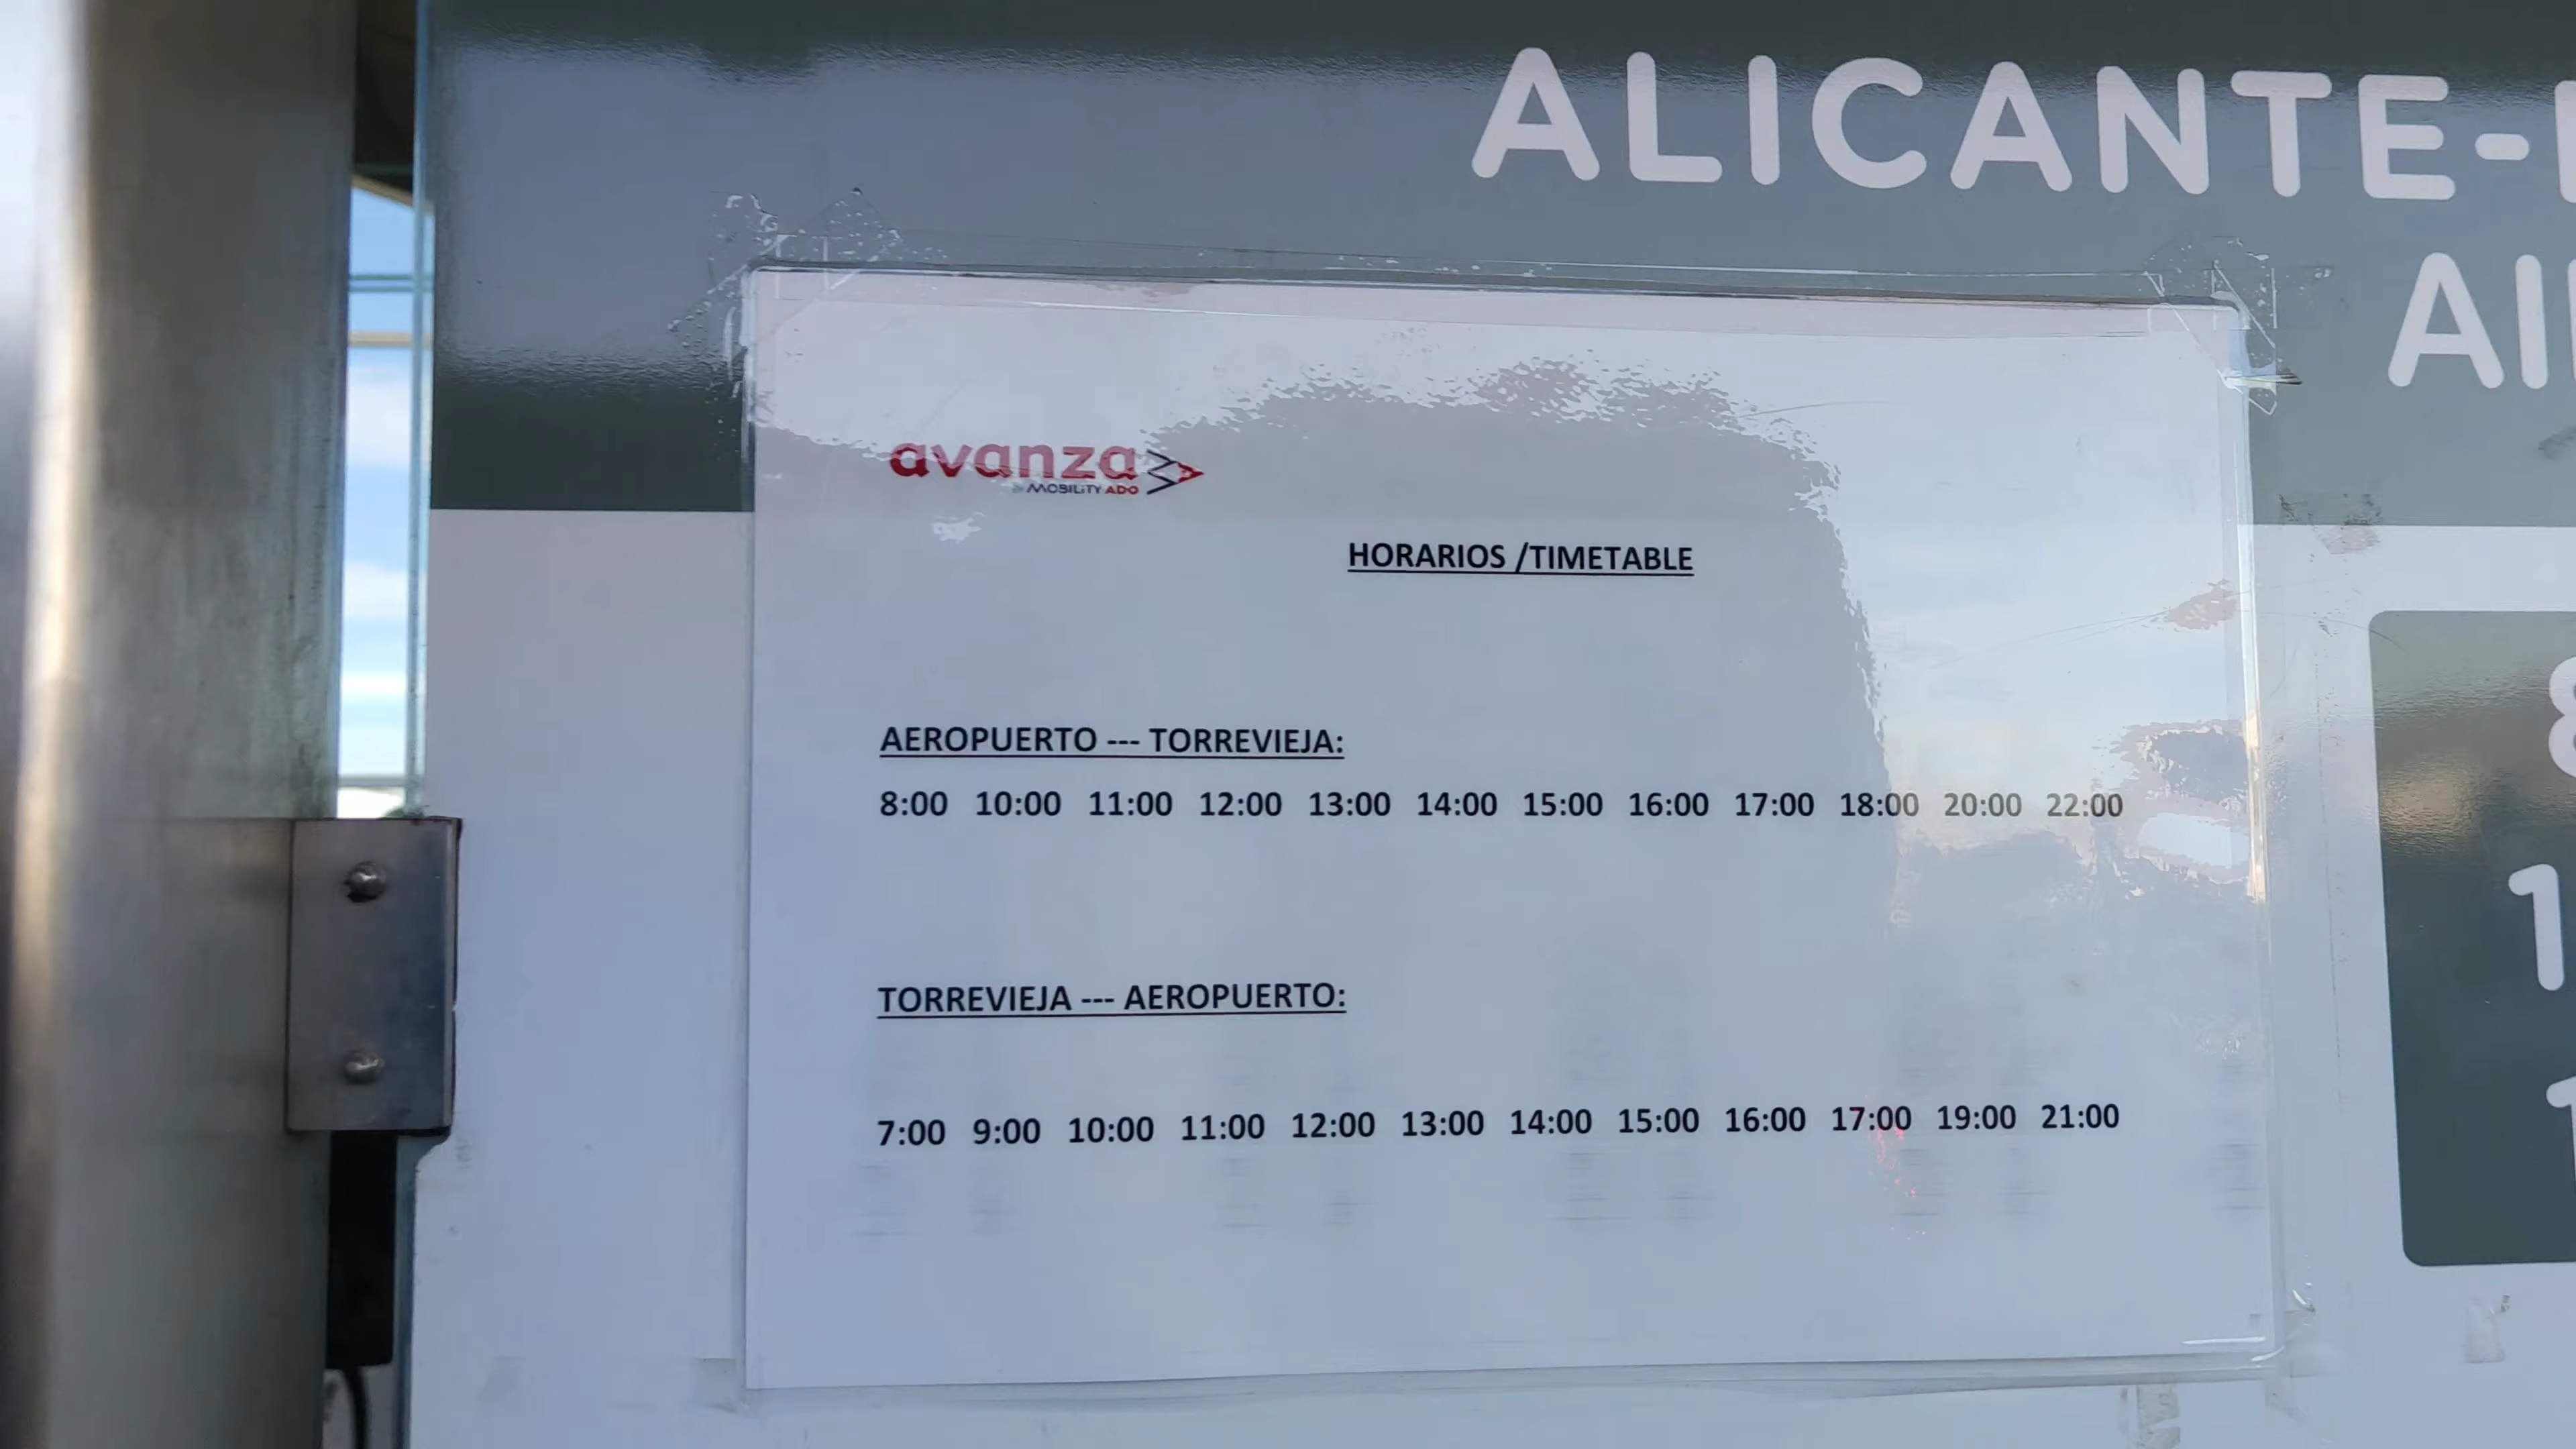 ALICANTE-
avanza
MOBILITY ADO
HORARIOS /TIMETABLE
AEROPUERTO --- TORREVIEJA:
8:00 10:00 11:00 12:00 13:00 14:00 15:00 16:00 17:00 18:00 20:00 22:00
TORREVIEJA --- AEROPUERTO:
7:00 9:00 10:00 11:00 12:00 13:00 14:00 15:00 16:00 17:00 19:00 21:00